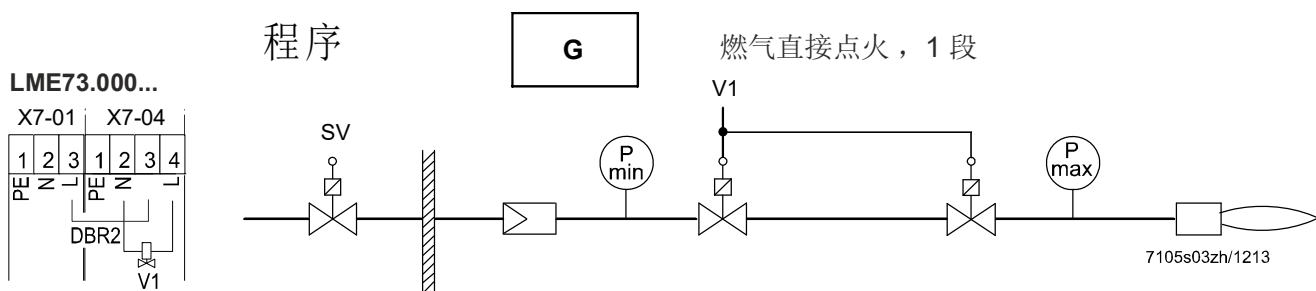 程序
G
燃气直接点火，1 段
LME73.000...
X7-01 X7-04
1 2 3 1 2 3 4
PE N L PE N L
DBR2
V1
SV
P min
V1
P max
7105s03zh/1213